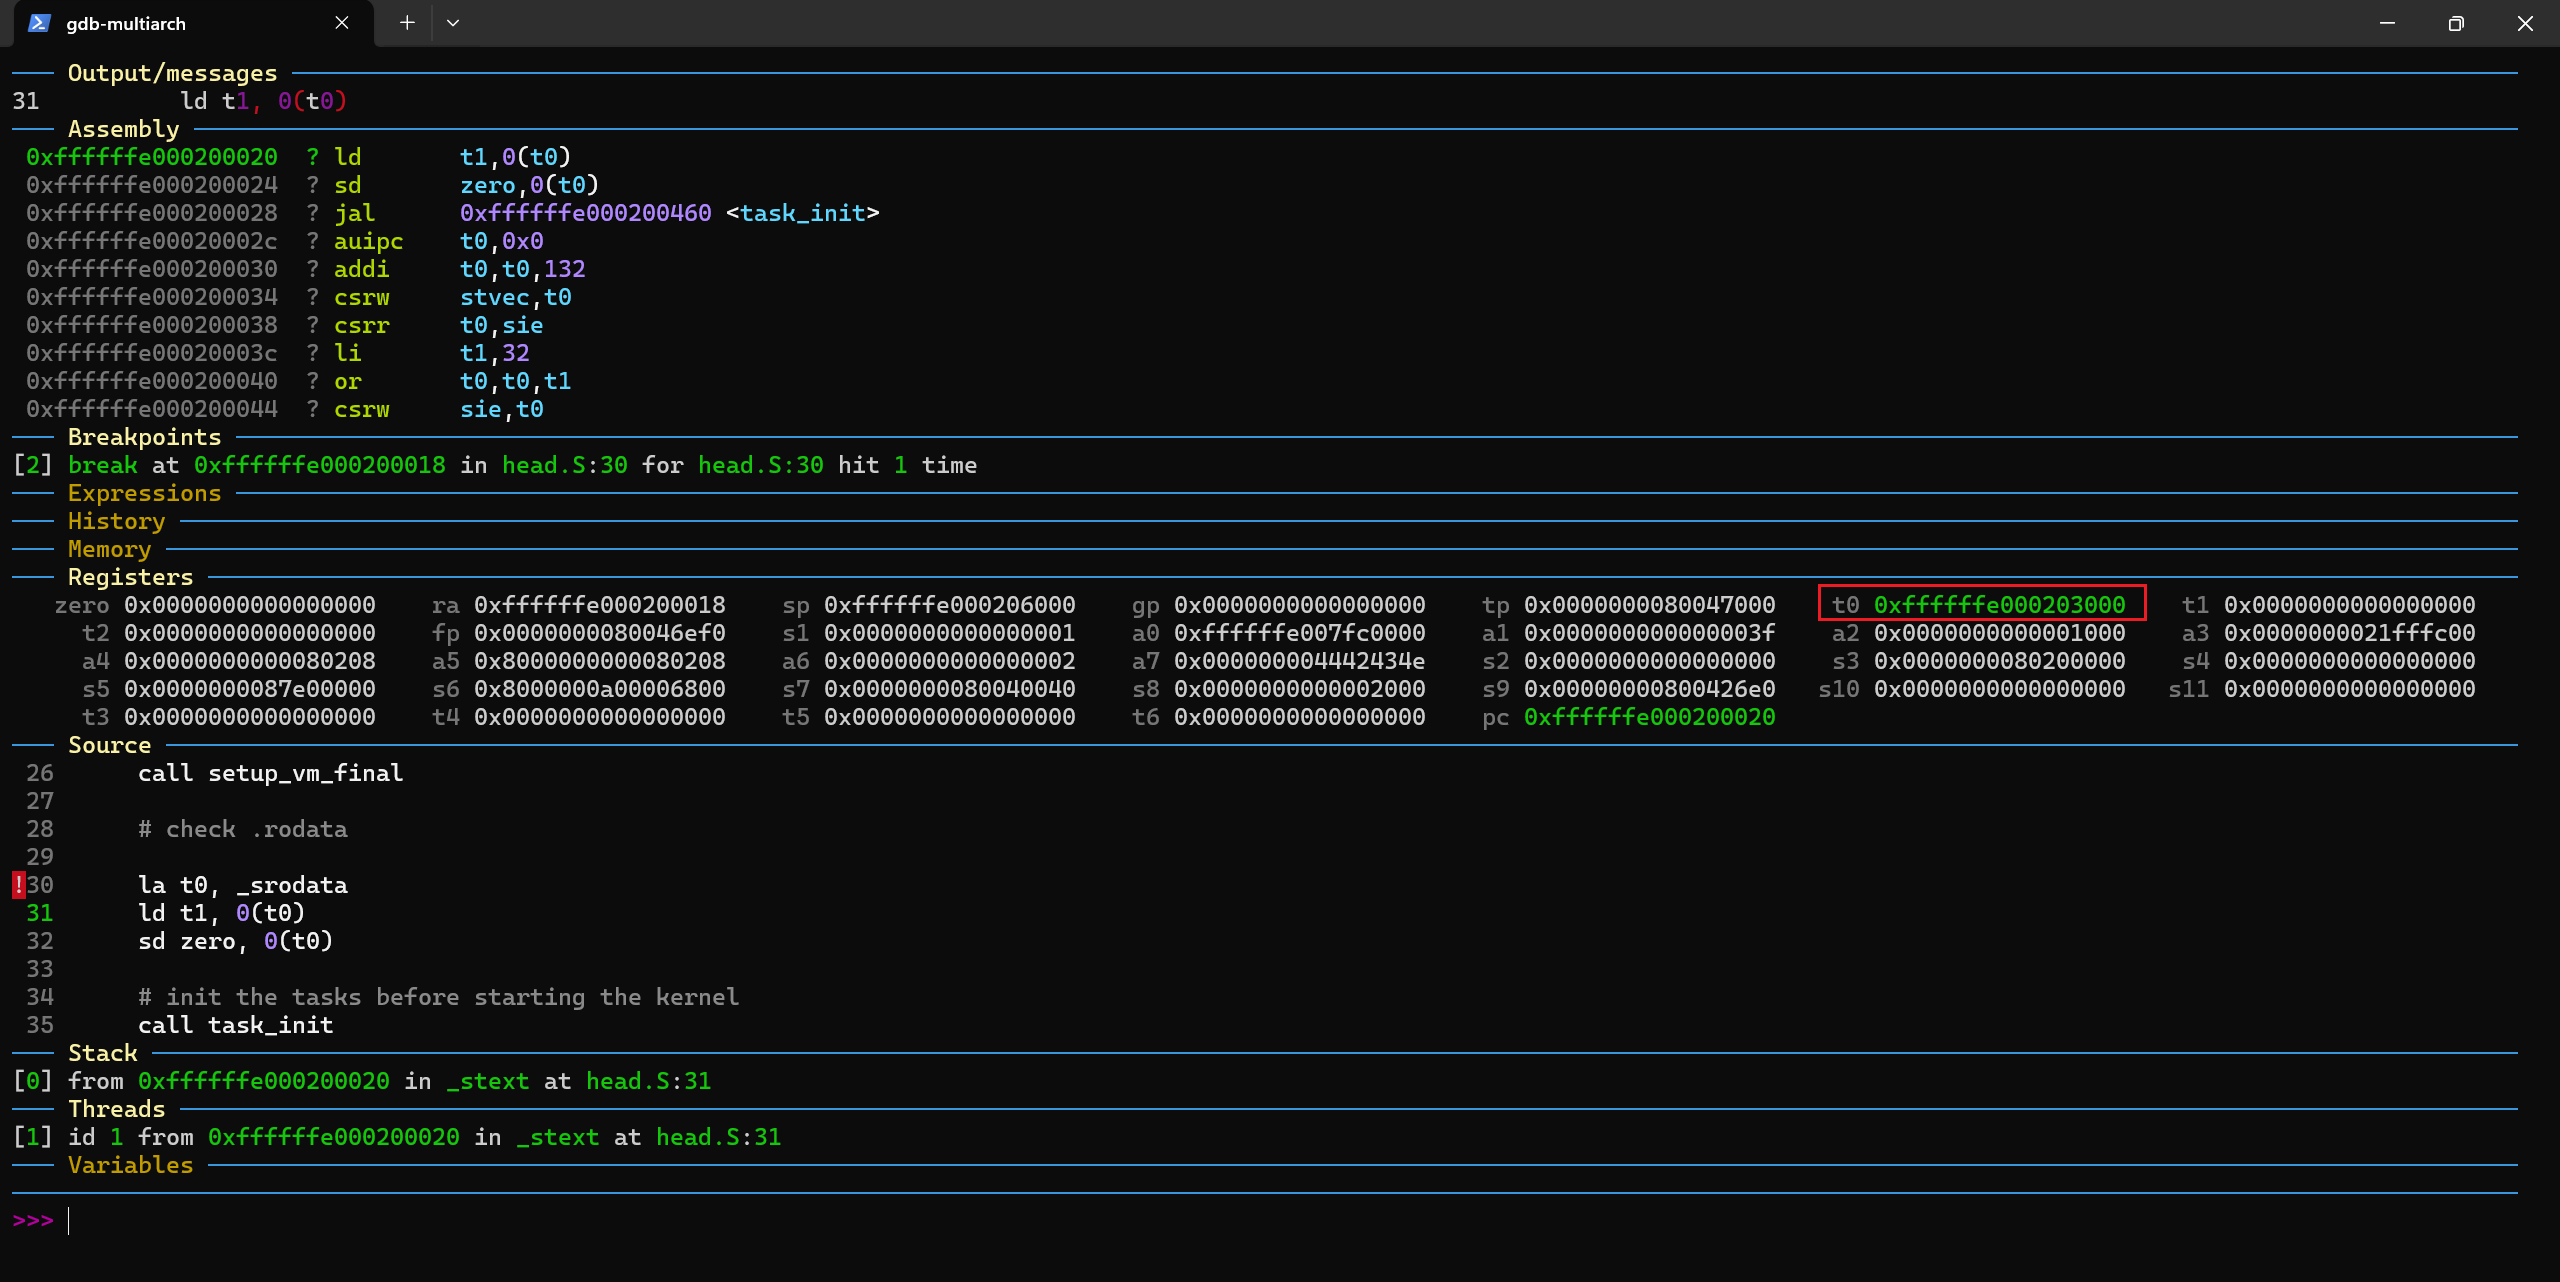 gdb-multiarch
Output/messages
31          ld t1, 0(t0)
Assembly
0xffffffe000200020  ? ld       t1,0(t0)
0xffffffe000200024  ? sd       zero,0(t0)
0xffffffe000200028  ? jal      0xffffffe000200460 <task_init>
0xffffffe00020002c  ? auipc    t0,0x0
0xffffffe000200030  ? addi     t0,t0,132
0xffffffe000200034  ? csrw     stvec,t0
0xffffffe000200038  ? csrr     t0,sie
0xffffffe00020003c  ? li       t1,32
0xffffffe000200040  ? or       t0,t0,t1
0xffffffe000200044  ? csrw     sie,t0
Breakpoints
[2] break at 0xffffffe000200018 in head.S:30 for head.S:30 hit 1 time
Expressions
History
Memory
Registers
zero 0x0000000000000000    ra 0xffffffe000200018    sp 0xffffffe000206000    gp 0x0000000000000000    tp 0x0000000080047000    t0 0xffffffe000203000    t1 0x0000000000000000
t2 0x0000000000000000    fp 0x0000000080046ef0    s1 0x0000000000000001    a0 0xffffffe007fc0000    a1 0x000000000000003f    a2 0x0000000000001000    a3 0x0000000021fffc00
a4 0x0000000000080208    a5 0x8000000000080208    a6 0x0000000000000002    a7 0x000000004442434e    s2 0x0000000000000000    s3 0x0000000080200000    s4 0x0000000000000000
s5 0x0000000087e00000    s6 0x8000000a00006800    s7 0x0000000080040040    s8 0x0000000000002000    s9 0x00000000800426e0   s10 0x0000000000000000   s11 0x0000000000000000
t3 0x0000000000000000    t4 0x0000000000000000    t5 0x0000000000000000    t6 0x0000000000000000    pc 0xffffffe000200020
Source
26      call setup_vm_final
27
28      # check .rodata
29
!30      la t0, _srodata
31      ld t1, 0(t0)
32      sd zero, 0(t0)
33
34      # init the tasks before starting the kernel
35      call task_init
Stack
[0] from 0xffffffe000200020 in _stext at head.S:31
Threads
[1] id 1 from 0xffffffe000200020 in _stext at head.S:31
Variables
>>>